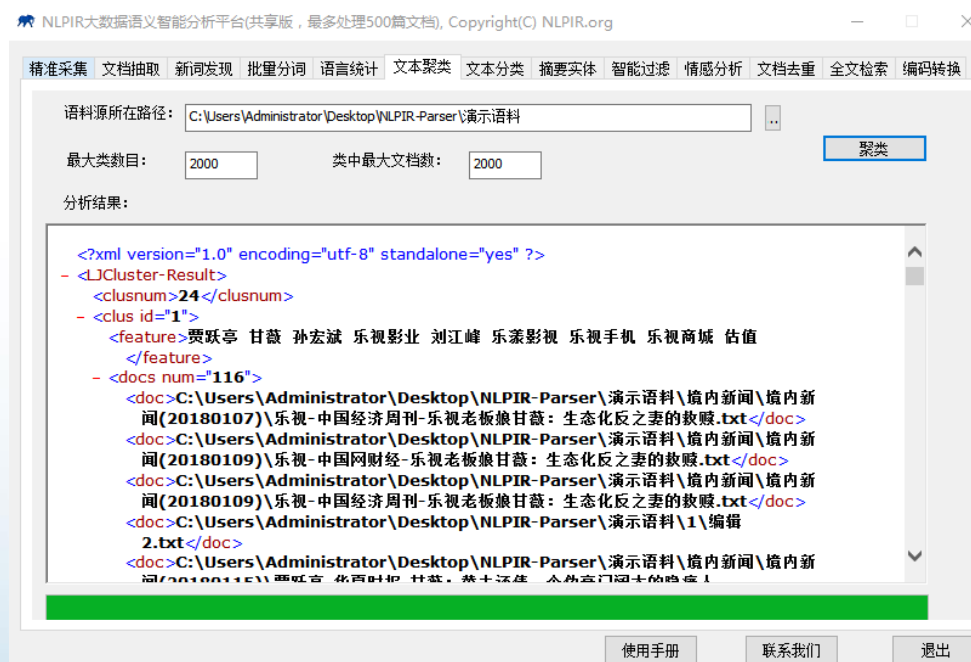 NLPIR大数据语义智能分析平台(共享版，最多处理500篇文档), Copyright(C) NLPIR.org
精准采集 文档抽取 新词发现 批量分词 语言统计 文本聚类 文本分类 摘要实体 智能过滤 情感分析 文档去重 全文检索 编码转换
语料源所在路径： C:\Users\Administrator\Desktop\NLPIR-Parser\演示语料 ..
最大类数目： 2000 类中最大文档数： 2000 聚类
分析结果：
<?xml version="1.0" encoding="utf-8" standalone="yes" ?>
– <LJCluster-Result>
<clusnum>24</clusnum>
– <clus id="1">
<feature>贾跃亭 甘薇 孙宏斌 乐视影业 刘江峰 乐漾影视 乐视手机 乐视商城 估值
</feature>
– <docs num="116">
<doc>C:\Users\Administrator\Desktop\NLPIR-Parser\演示语料\境内新闻\境内新
闻(20180107)\乐视-中国经济周刊-乐视老板娘甘薇：生态化反之妻的救赎.txt</doc>
<doc>C:\Users\Administrator\Desktop\NLPIR-Parser\演示语料\境内新闻\境内新
闻(20180109)\乐视-中国网财经-乐视老板娘甘薇：生态化反之妻的救赎.txt</doc>
<doc>C:\Users\Administrator\Desktop\NLPIR-Parser\演示语料\境内新闻\境内新
闻(20180109)\乐视-中国经济周刊-乐视老板娘甘薇：生态化反之妻的救赎.txt</doc>
<doc>C:\Users\Administrator\Desktop\NLPIR-Parser\演示语料\1\编辑
2.txt</doc>
<doc>C:\Users\Administrator\Desktop\NLPIR-Parser\演示语料\境内新闻\境内新
使用手册 联系我们 退出